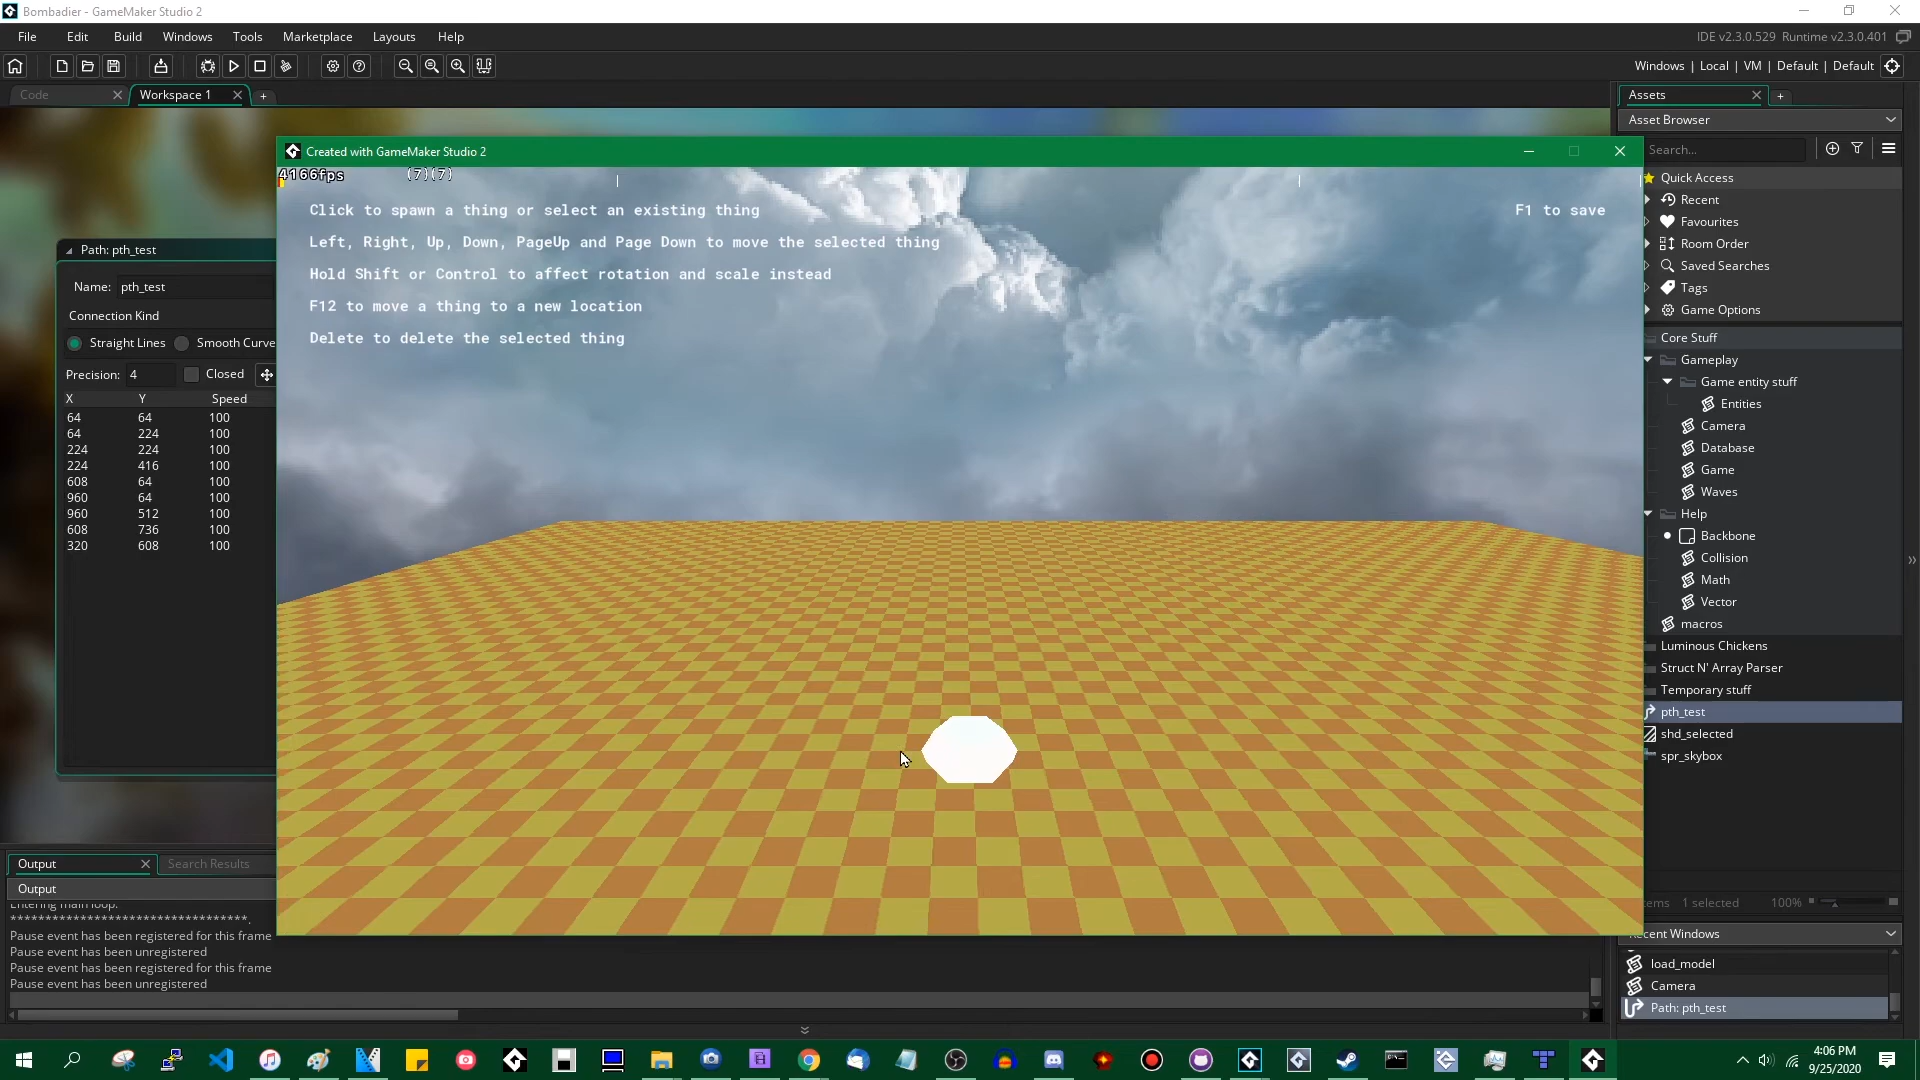 Bombadier - GameMaker Studio 2
File Edit Build Windows Tools Marketplace Layouts Help
IDE v2.3.0.529 Runtime v2.3.0.401
Windows | Local | VM | Default | Default
Code
Workspace 1
Path: pth_test
Name: pth_test
Connection Kind
Straight Lines
Smooth Curve
Precision: 4
Closed
X Y Speed
64 64 100
64 224 100
224 224 100
224 416 100
608 64 100
960 64 100
960 512 100
608 736 100
320 608 100
Created with GameMaker Studio 2
4166fps (7)(7)
Click to spawn a thing or select an existing thing
F1 to save
Left, Right, Up, Down, PageUp and Page Down to move the selected thing
Hold Shift or Control to affect rotation and scale instead
F12 to move a thing to a new location
Delete to delete the selected thing
Assets
Asset Browser
Search...
Quick Access
Recent
Favourites
Room Order
Saved Searches
Tags
Game Options
Core Stuff
Gameplay
Game entity stuff
Entities
Camera
Database
Game
Waves
Help
Backbone
Collision
Math
Vector
macros
Luminous Chickens
Struct N' Array Parser
Temporary stuff
pth_test
shd_selected
spr_skybox
1 selected 100%
Recent Windows
load_model
Camera
Path: pth_test
Output
Search Results
Output
Entering main loop.
**********************************.
Pause event has been registered for this frame
Pause event has been unregistered
Pause event has been registered for this frame
Pause event has been unregistered
4:06 PM
9/25/2020